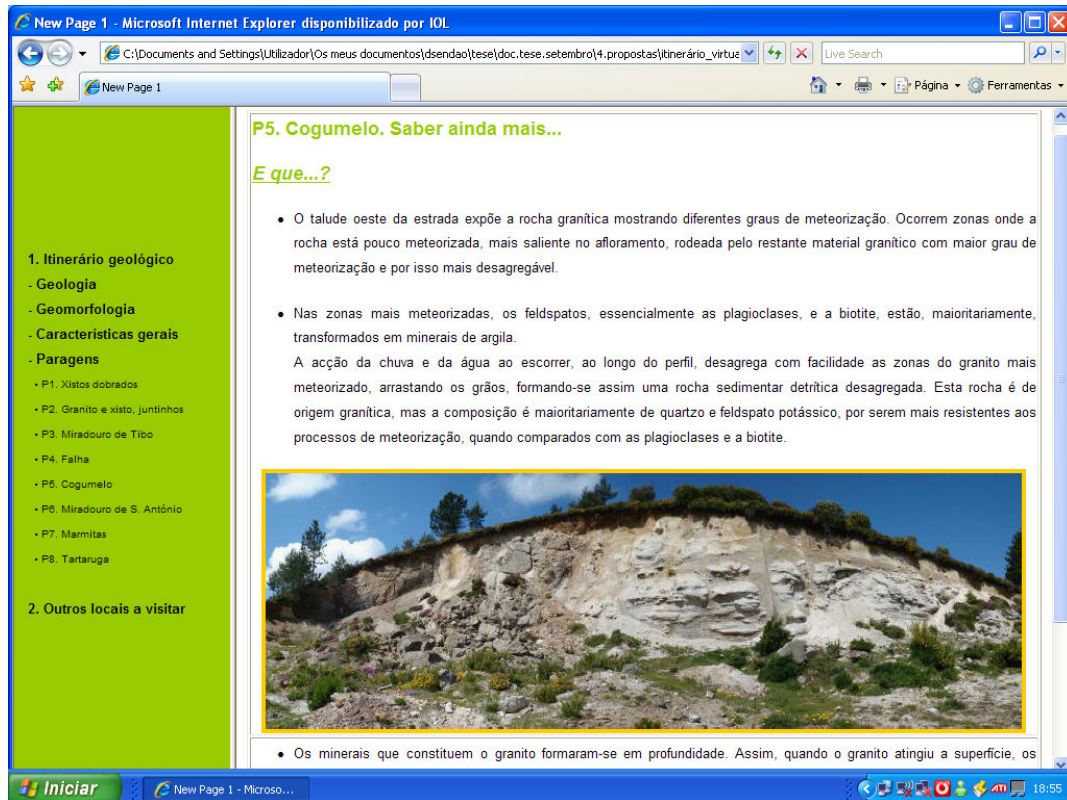 New Page 1 - Microsoft Internet Explorer disponibilizado por IOL
C:\Documents and Settings\Utilizador\Os meus documentos\dsendao\tese\doc.tese.setembro\4.propostas\itinerário_virtua
Live Search
New Page 1
Página
Ferramentas
1. Itinerário geológico
- Geologia
- Geomorfologia
- Características gerais
- Paragens
• P1. Xistos dobrados
• P2. Granito e xisto, juntinhos
• P3. Miradouro de Tibo
• P4. Falha
• P5. Cogumelo
• P6. Miradouro de S. António
• P7. Marmitas
• P8. Tartaruga
2. Outros locais a visitar
P5. Cogumelo. Saber ainda mais...
E que...?
• O talude oeste da estrada expõe a rocha granítica mostrando diferentes graus de meteorização. Ocorrem zonas onde a
rocha está pouco meteorizada, mais saliente no afloramento, rodeada pelo restante material granítico com maior grau de
meteorização e por isso mais desagregável.
• Nas zonas mais meteorizadas, os feldspatos, essencialmente as plagioclases, e a biotite, estão, maioritariamente,
transformados em minerais de argila.
A acção da chuva e da água ao escorrer, ao longo do perfil, desagrega com facilidade as zonas do granito mais
meteorizado, arrastando os grãos, formando-se assim uma rocha sedimentar detrítica desagregada. Esta rocha é de
origem granítica, mas a composição é maioritariamente de quartzo e feldspato potássico, por serem mais resistentes aos
processos de meteorização, quando comparados com as plagioclases e a biotite.
• Os minerais que constituem o granito formaram-se em profundidade. Assim, quando o granito atingiu a superfície, os
Iniciar
New Page 1 - Microso...
18:55